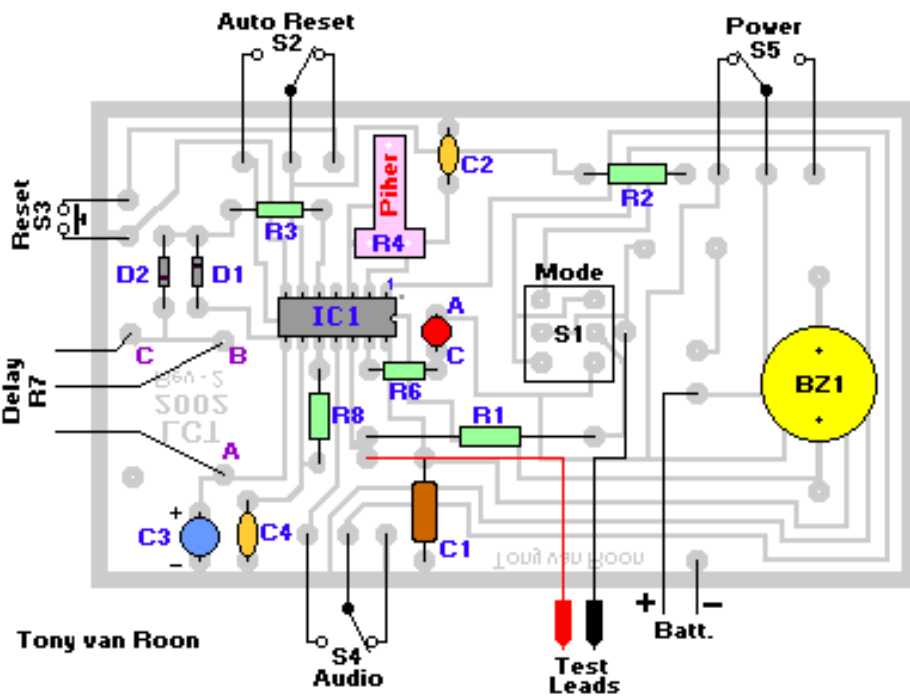 Auto Reset
S2
Power
S5
C2
Piher
R2
Reset
S3
R3
R4
Mode
D2
D1
1
IC1
A
S1
C
B
C
R6
BZ1
Delay
R7
Rev-2
2002
LCT
R8
R1
A
+
C3
-
C4
C1
Tony van Roon
+
-
Batt.
Tony van Roon
S4
Audio
Test
Leads
+
+